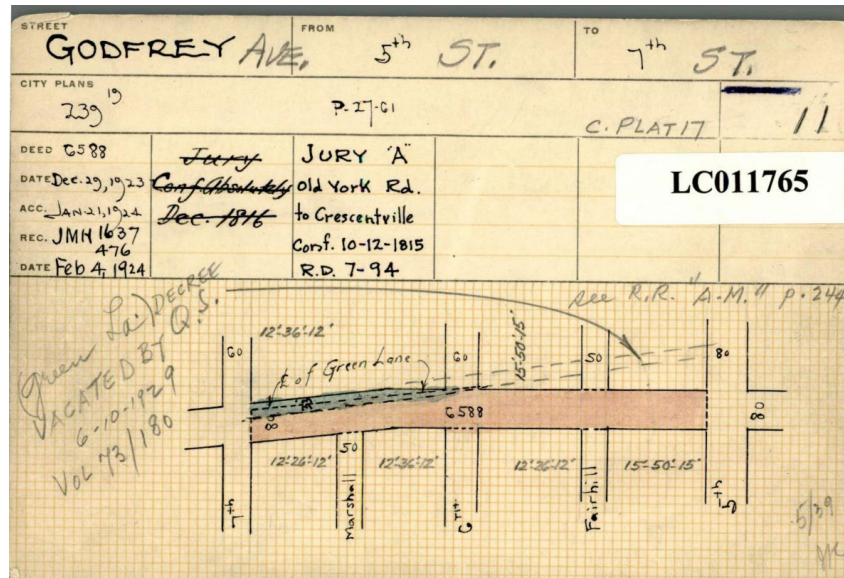 STREET
GODFREY AVE.
FROM
5th ST.
TO
7th ST.
CITY PLANS
239 19
P-27-61
C. PLAT 17
11
DEED 6588
DATE Dec. 29, 1923
ACC. JAN-21, 1924
REC. JMH 1637
476
DATE Feb 4, 1924
Jury
Conf Absolutely
Dec. 1816
JURY "A"
Old York Rd.
to Crescentville
Conf. 10-12-1815
R.D. 7-94
LC011765
see R.R. "A.M." p. 244
Green La. DECREE
VACATED BY Q.S.
6-10-1929
VOL 73/180
12'-36'-12'
15'-50'-15'
60
60
50
80
℄ of Green Lane
80
6588
80
50
12'-26'-12'
12'-36'-12'
12'-26'-12'
15'-50'-15'
7th
Marshall
6TH
Fairhill
5th
5/39